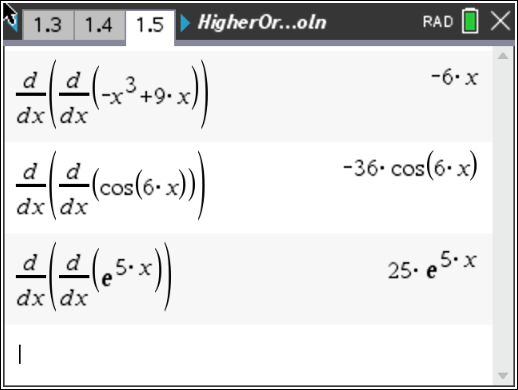 1.3 1.4 1.5 HigherOr...oln RAD
d/dx(d/dx(-x³+9·x)) -6·x
d/dx(d/dx(cos(6·x))) -36·cos(6·x)
d/dx(d/dx(e^5·x)) 25·e^5·x